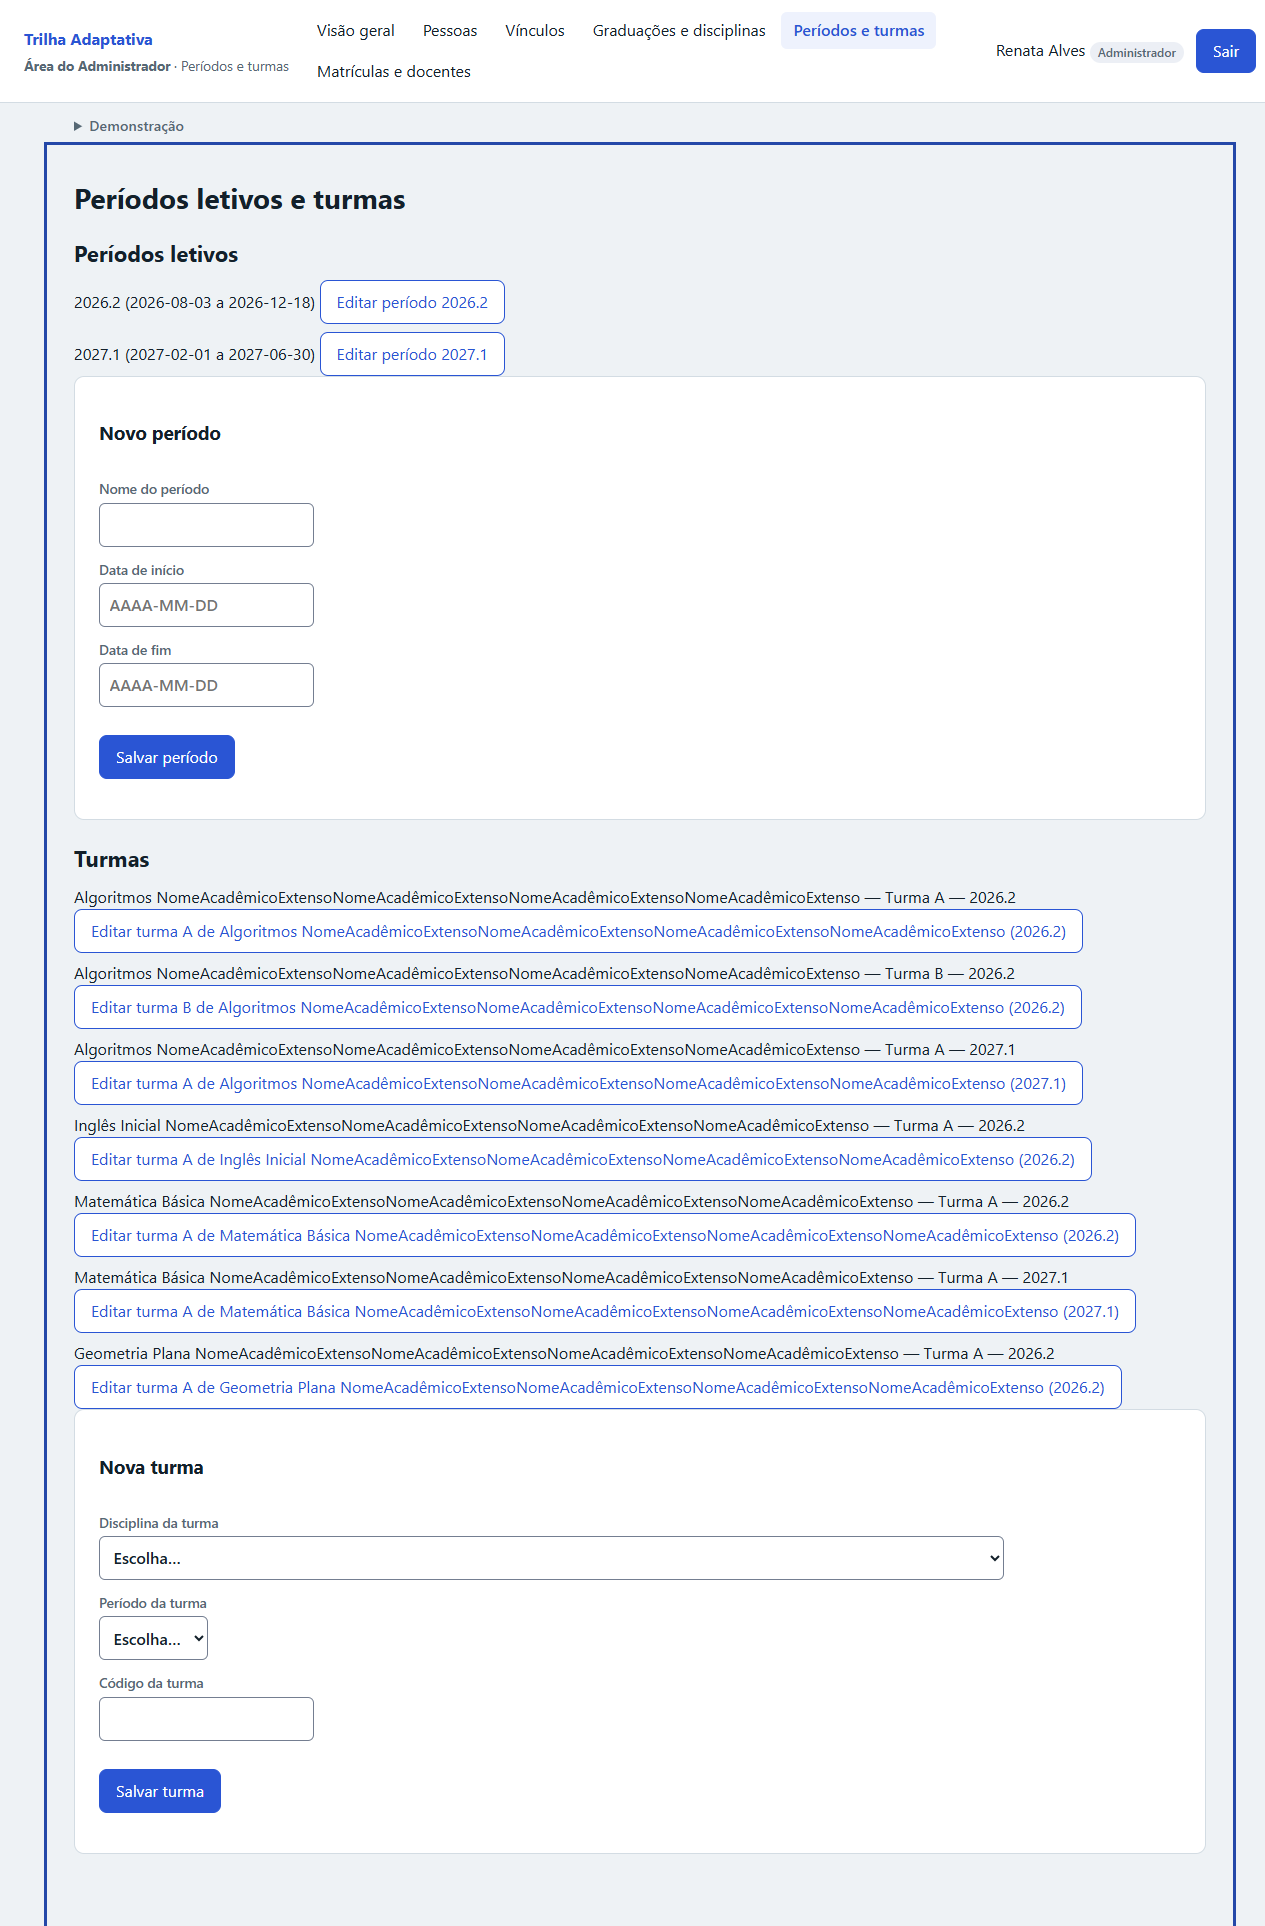 Trilha Adaptativa
Área do Administrador · Períodos e turmas
Visão geral
Pessoas
Vínculos
Graduações e disciplinas
Períodos e turmas
Matrículas e docentes
Renata Alves Administrador
Sair
▶ Demonstração
Períodos letivos e turmas
Períodos letivos
2026.2 (2026-08-03 a 2026-12-18) Editar período 2026.2
2027.1 (2027-02-01 a 2027-06-30) Editar período 2027.1
Novo período
Nome do período
Data de início
AAAA-MM-DD
Data de fim
AAAA-MM-DD
Salvar período
Turmas
Algoritmos NomeAcadêmicoExtensoNomeAcadêmicoExtensoNomeAcadêmicoExtensoNomeAcadêmicoExtenso — Turma A — 2026.2
Editar turma A de Algoritmos NomeAcadêmicoExtensoNomeAcadêmicoExtensoNomeAcadêmicoExtensoNomeAcadêmicoExtenso (2026.2)
Algoritmos NomeAcadêmicoExtensoNomeAcadêmicoExtensoNomeAcadêmicoExtensoNomeAcadêmicoExtenso — Turma B — 2026.2
Editar turma B de Algoritmos NomeAcadêmicoExtensoNomeAcadêmicoExtensoNomeAcadêmicoExtensoNomeAcadêmicoExtenso (2026.2)
Algoritmos NomeAcadêmicoExtensoNomeAcadêmicoExtensoNomeAcadêmicoExtensoNomeAcadêmicoExtenso — Turma A — 2027.1
Editar turma A de Algoritmos NomeAcadêmicoExtensoNomeAcadêmicoExtensoNomeAcadêmicoExtensoNomeAcadêmicoExtenso (2027.1)
Inglês Inicial NomeAcadêmicoExtensoNomeAcadêmicoExtensoNomeAcadêmicoExtensoNomeAcadêmicoExtenso — Turma A — 2026.2
Editar turma A de Inglês Inicial NomeAcadêmicoExtensoNomeAcadêmicoExtensoNomeAcadêmicoExtensoNomeAcadêmicoExtenso (2026.2)
Matemática Básica NomeAcadêmicoExtensoNomeAcadêmicoExtensoNomeAcadêmicoExtensoNomeAcadêmicoExtenso — Turma A — 2026.2
Editar turma A de Matemática Básica NomeAcadêmicoExtensoNomeAcadêmicoExtensoNomeAcadêmicoExtensoNomeAcadêmicoExtenso (2026.2)
Matemática Básica NomeAcadêmicoExtensoNomeAcadêmicoExtensoNomeAcadêmicoExtensoNomeAcadêmicoExtenso — Turma A — 2027.1
Editar turma A de Matemática Básica NomeAcadêmicoExtensoNomeAcadêmicoExtensoNomeAcadêmicoExtensoNomeAcadêmicoExtenso (2027.1)
Geometria Plana NomeAcadêmicoExtensoNomeAcadêmicoExtensoNomeAcadêmicoExtensoNomeAcadêmicoExtenso — Turma A — 2026.2
Editar turma A de Geometria Plana NomeAcadêmicoExtensoNomeAcadêmicoExtensoNomeAcadêmicoExtensoNomeAcadêmicoExtenso (2026.2)
Nova turma
Disciplina da turma
Escolha...
Período da turma
Escolha...
Código da turma
Salvar turma